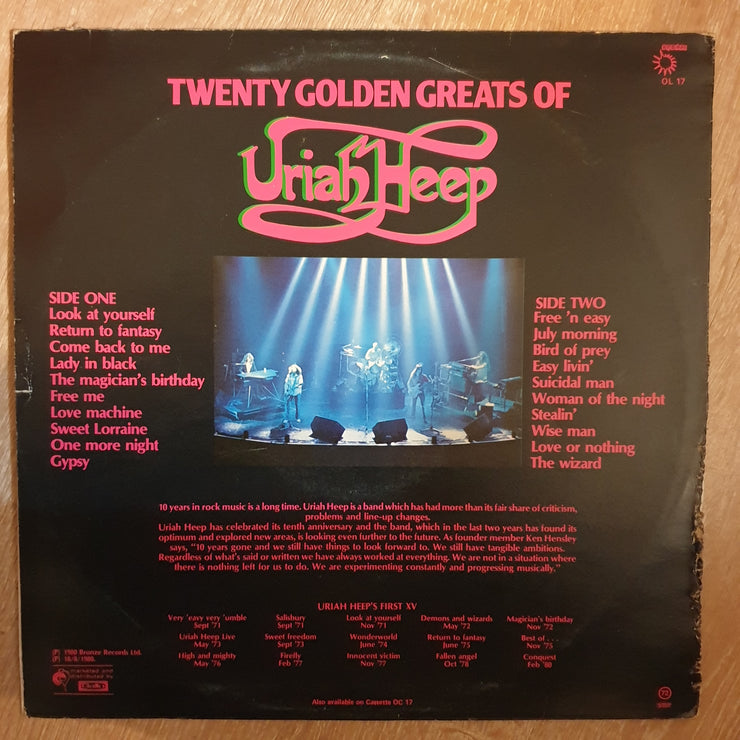 OL 17
TWENTY GOLDEN GREATS OF
Uriah Heep
SIDE ONE
Look at yourself
Return to fantasy
Come back to me
Lady in black
The magician's birthday
Free me
Love machine
Sweet Lorraine
One more night
Gypsy
SIDE TWO
Free 'n easy
July morning
Bird of prey
Easy livin'
Suicidal man
Woman of the night
Stealin'
Wise man
Love or nothing
The wizard
10 years in rock music is a long time. Uriah Heep is a band which has had more than its fair share of criticism,
problems and line-up changes.
Uriah Heep has celebrated its tenth anniversary and the band, which in the last two years has found its
optimum and explored new areas, is looking even further to the future. As founder member Ken Hensley
says, "10 years gone and we still have things to look forward to. We still have tangible ambitions.
Regardless of what's said or written we have always worked at everything. We are not in a situation where
there is nothing left for us to do. We are experimenting constantly and progressing musically."
URIAH HEEP'S FIRST XV
Very 'eavy very 'umble Salisbury Look at yourself Demons and wizards Magician's birthday
Sept '71 Sept '71 Nov '71 May '72 Nov '72
Uriah Heep Live Sweet freedom Wonderworld Return to fantasy Best of . . .
May '73 Sept '73 June '74 June '75 Nov '75
High and mighty Firefly Innocent victim Fallen angel Conquest
May '76 Feb '77 Nov '77 Oct '78 Feb '80
(P) 1980 Bronze Records Ltd.
(P) 18/8/1980.
marketed and
distributed by
Also available on Cassette OC 17
72